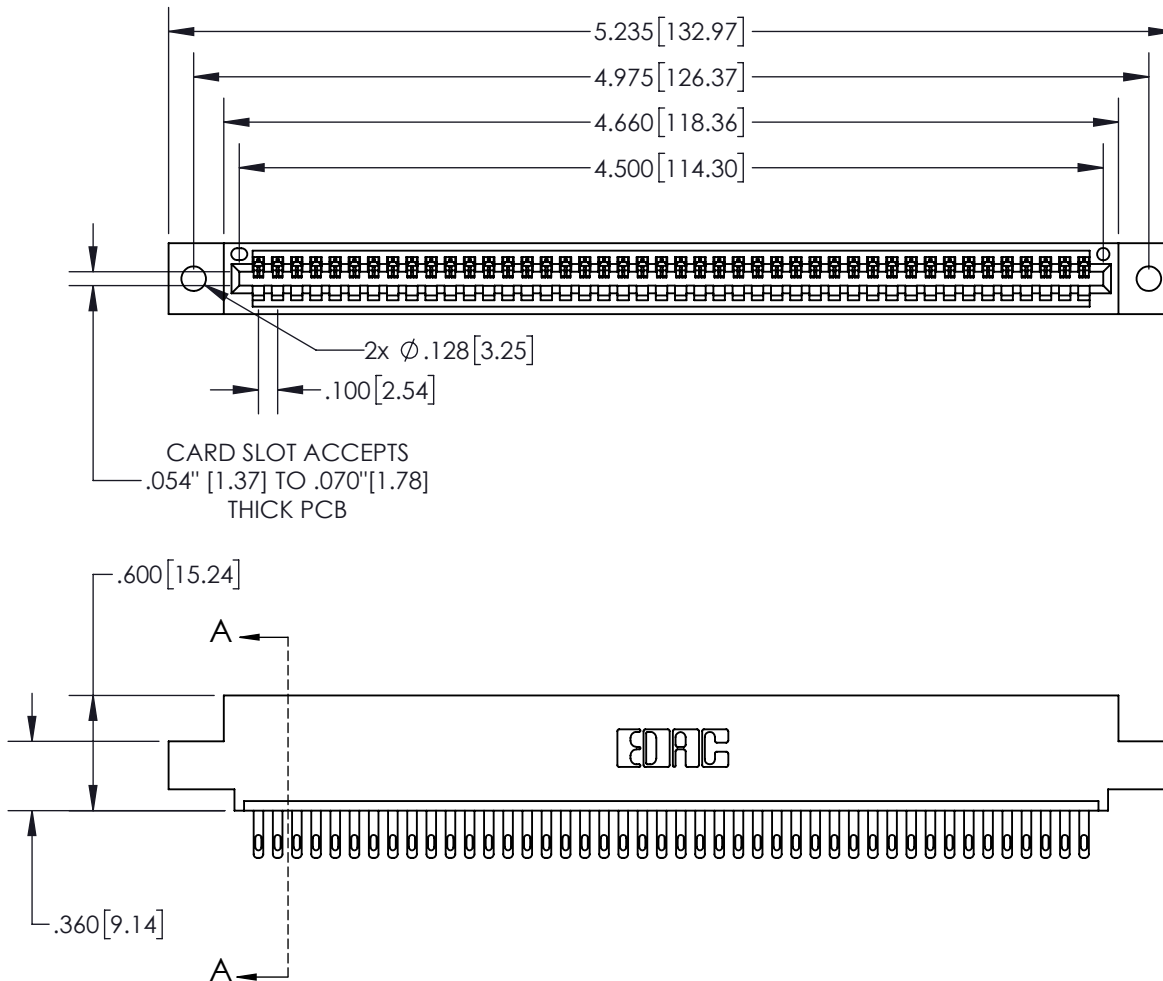 5.235[132.97]
4.975[126.37]
4.660[118.36]
4.500[114.30]
2x Ø.128[3.25]
.100[2.54]
CARD SLOT ACCEPTS
.054" [1.37] TO .070"[1.78]
THICK PCB
.600[15.24]
A
EDAC
.360[9.14]
A